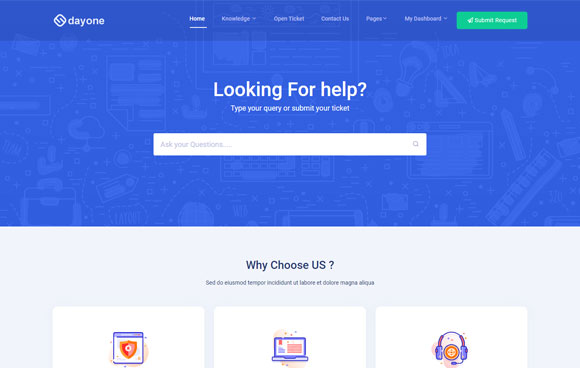 dayone
Home Knowledge Open Ticket Contact Us Pages My Dashboard Submit Request
Looking For help?
Type your query or submit your ticket
Ask your Questions.....
Why Choose US ?
Sed do eiusmod tempor incididunt ut labore et dolore magna aliqua